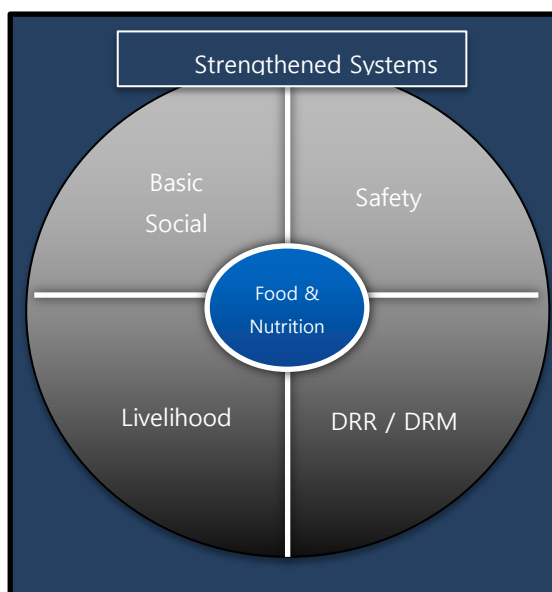 Strengthened Systems
Basic
Social
Safety
Food &
Nutrition
Livelihood
DRR / DRM